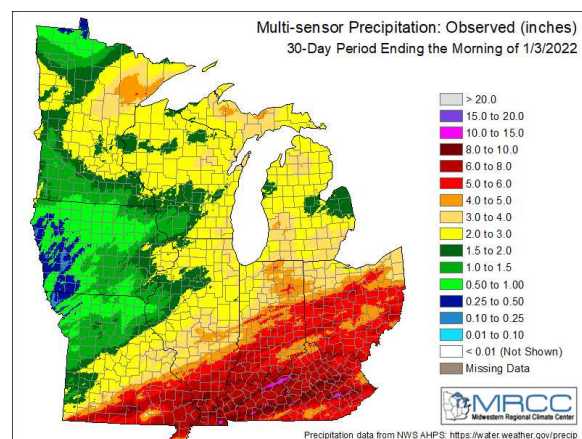 Multi-sensor Precipitation: Observed (inches)
30-Day Period Ending the Morning of 1/3/2022
> 20.0
15.0 to 20.0
10.0 to 15.0
8.0 to 10.0
6.0 to 8.0
5.0 to 6.0
4.0 to 5.0
3.0 to 4.0
2.0 to 3.0
1.5 to 2.0
1.0 to 1.5
0.50 to 1.00
0.25 to 0.50
0.10 to 0.25
0.01 to 0.10
< 0.01 (Not Shown)
Missing Data
MRCC
Midwestern Regional Climate Center
Precipitation data from NWS AHPS: https://water.weather.gov/precip